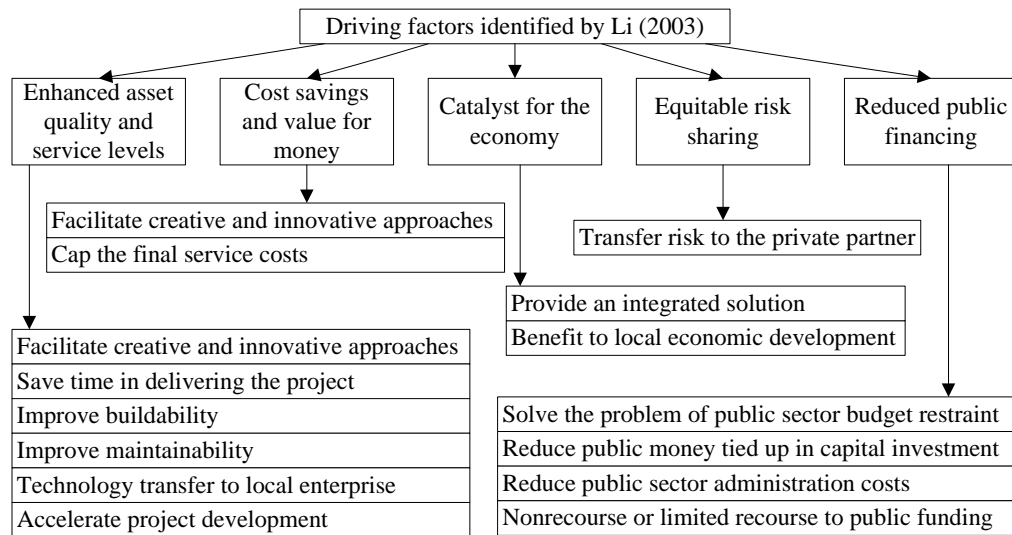 Driving factors identified by Li (2003)
Enhanced asset
quality and
service levels
Cost savings
and value for
money
Catalyst for the
economy
Equitable risk
sharing
Reduced public
financing
Facilitate creative and innovative approaches
Cap the final service costs
Transfer risk to the private partner
Provide an integrated solution
Benefit to local economic development
Facilitate creative and innovative approaches
Save time in delivering the project
Improve buildability
Improve maintainability
Technology transfer to local enterprise
Accelerate project development
Solve the problem of public sector budget restraint
Reduce public money tied up in capital investment
Reduce public sector administration costs
Nonrecourse or limited recourse to public funding